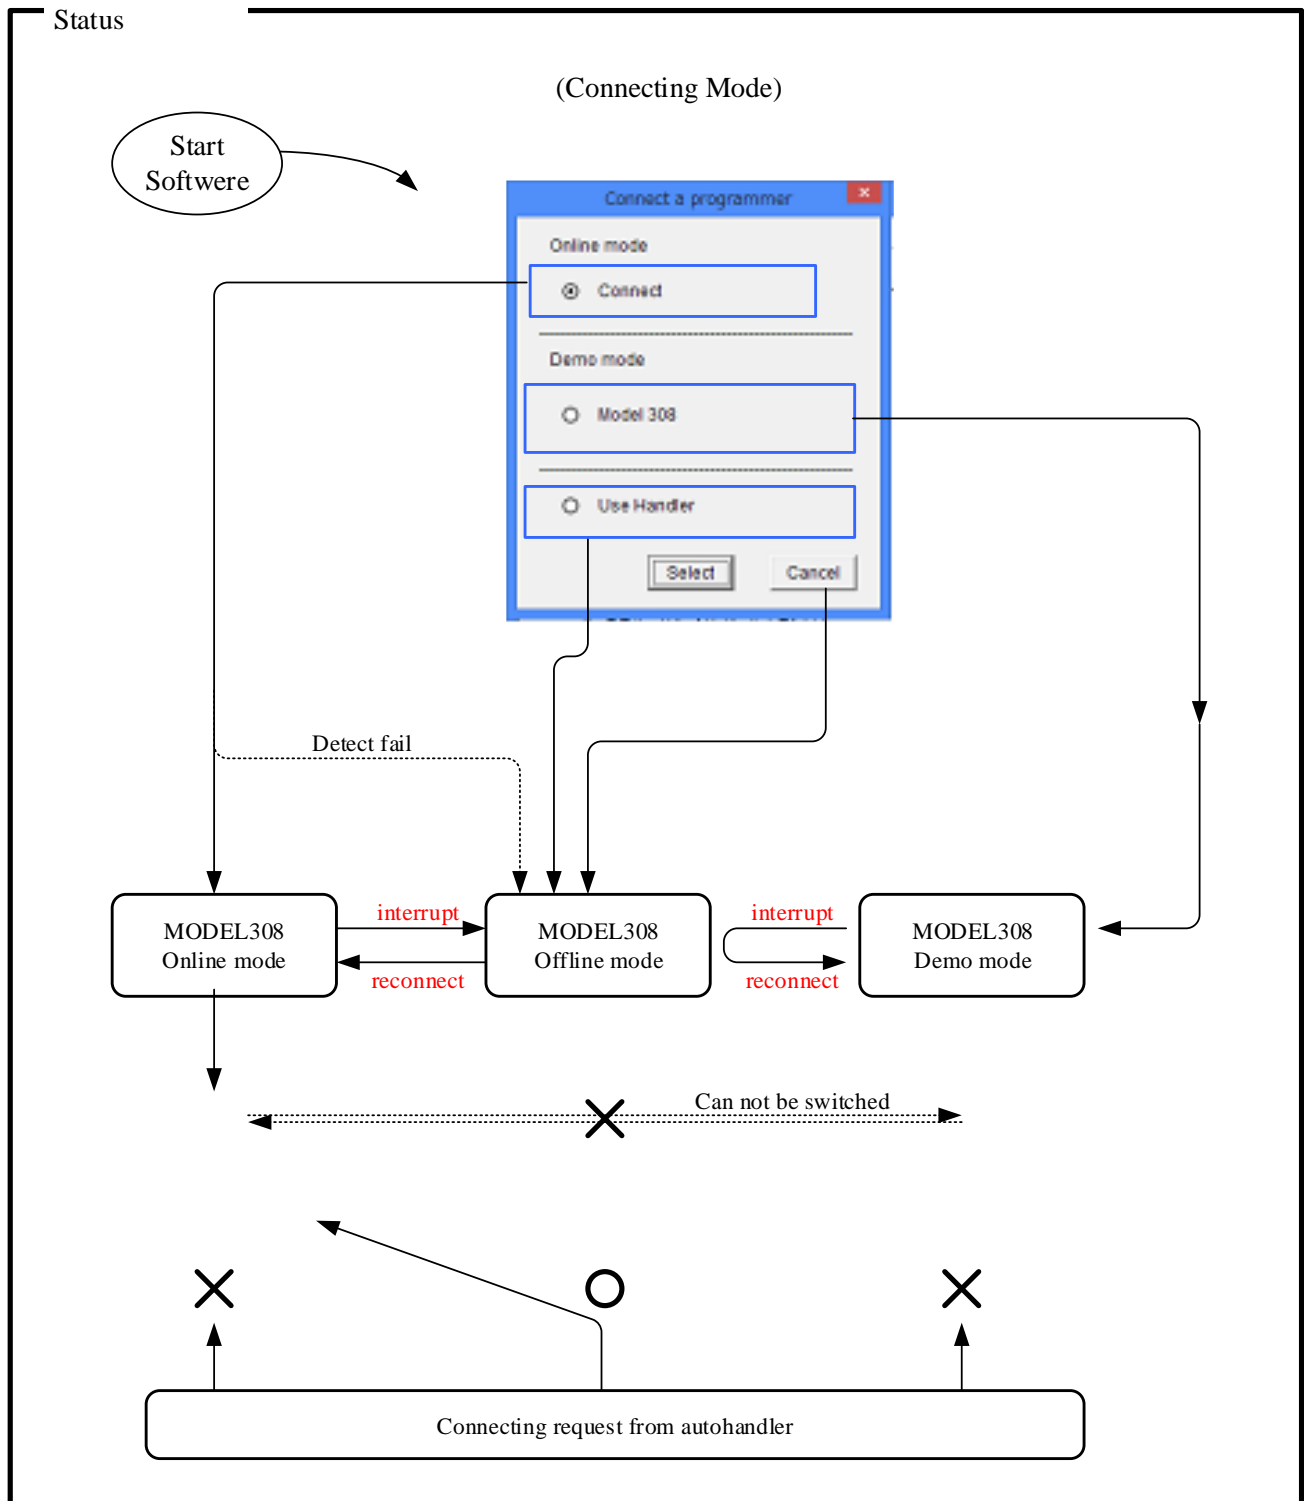 Status
(Connecting Mode)
Start
Softwere
Connect a programmer
Online mode
Connect
Demo mode
Model 308
Use Handler
Select
Cancel
Detect fail
interrupt
interrupt
MODEL308
Online mode
MODEL308
Offline mode
MODEL308
Demo mode
reconnect
reconnect
Can not be switched
Connecting request from autohandler